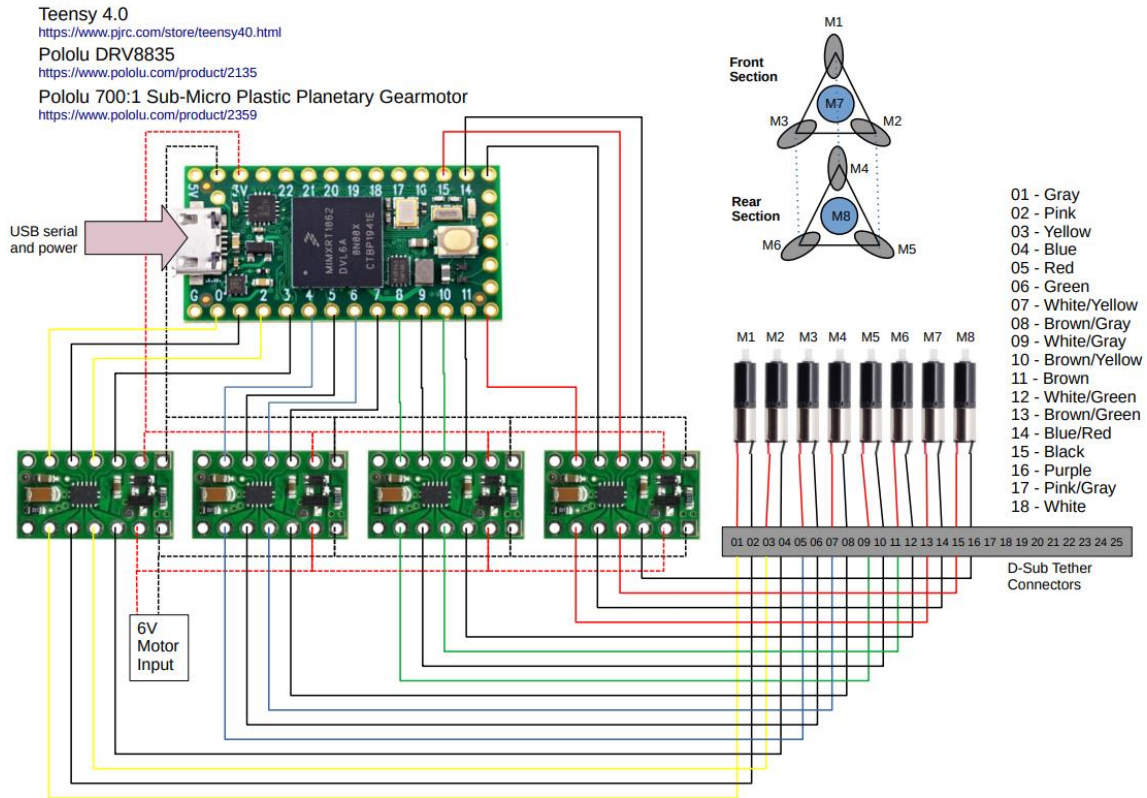 Teensy 4.0
https://www.pjrc.com/store/teensy40.html
Pololu DRV8835
https://www.pololu.com/product/2135
Pololu 700:1 Sub-Micro Plastic Planetary Gearmotor
https://www.pololu.com/product/2359
M1
Front
Section
M7
M3
M2
M4
Rear
Section
M8
M6
M5
USB serial
and power
5V 3V 22 21 20 19 18 17 16 15 14
MIMXRT1062
DVL6A
0N00X
CTBP1941E
G 0 2 3 4 5 6 7 8 9 10 11
01 - Gray
02 - Pink
03 - Yellow
04 - Blue
05 - Red
06 - Green
07 - White/Yellow
08 - Brown/Gray
09 - White/Gray
10 - Brown/Yellow
11 - Brown
12 - White/Green
13 - Brown/Green
14 - Blue/Red
15 - Black
16 - Purple
17 - Pink/Gray
18 - White
M1 M2 M3 M4 M5 M6 M7 M8
01 02 03 04 05 06 07 08 09 10 11 12 13 14 15 16 17 18 19 20 21 22 23 24 25
D-Sub Tether
Connectors
6V
Motor
Input